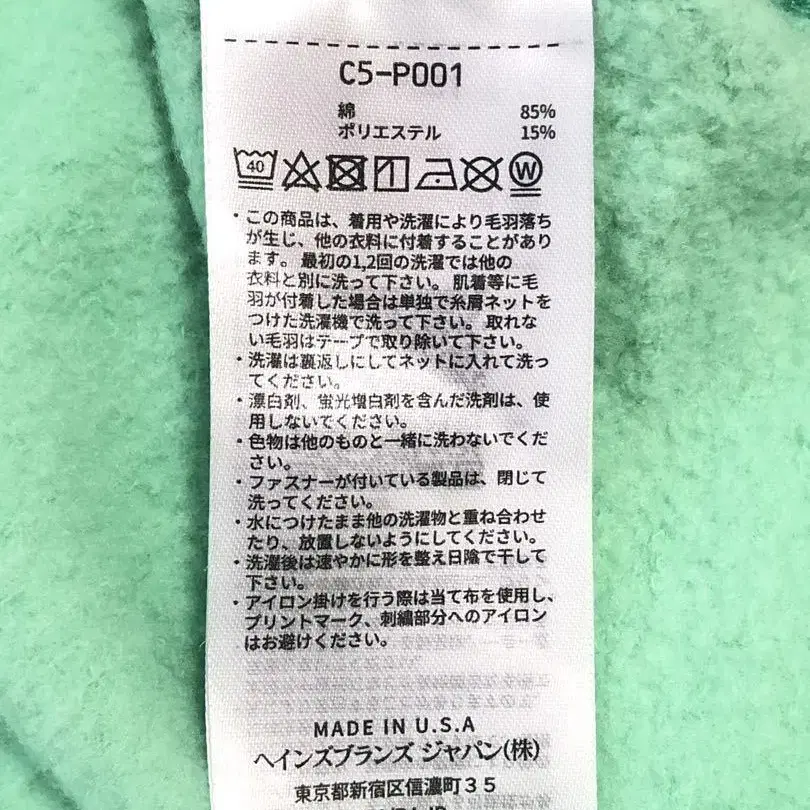 C5-P001
綿 85%
ポリエステル 15%
40
W
・この商品は、着用や洗濯により毛羽落ち
が生じ、他の衣料に付着することがあり
ます。最初の1,2回の洗濯では他の
衣料と別に洗って下さい。肌着等に毛
羽が付着した場合は単独で糸屑ネットを
つけた洗濯機で洗って下さい。取れな
い毛羽はテープで取り除いて下さい。
・洗濯は裏返しにしてネットに入れて洗っ
てください。
・漂白剤、蛍光増白剤を含んだ洗剤は、使
用しないでください。
・色物は他のものと一緒に洗わないでくだ
さい。
・ファスナーが付いている製品は、閉じて
洗ってください。
・水につけたまま他の洗濯物と重ね合わせ
たり、放置しないようにしてください。
・洗濯後は速やかに形を整え日陰で干して
下さい。
・アイロン掛けを行う際は当て布を使用し、
プリントマーク、刺繍部分へのアイロン
はお避けください。
MADE IN U.S.A
ヘインズブランズ ジャパン(株)
東京都新宿区信濃町35